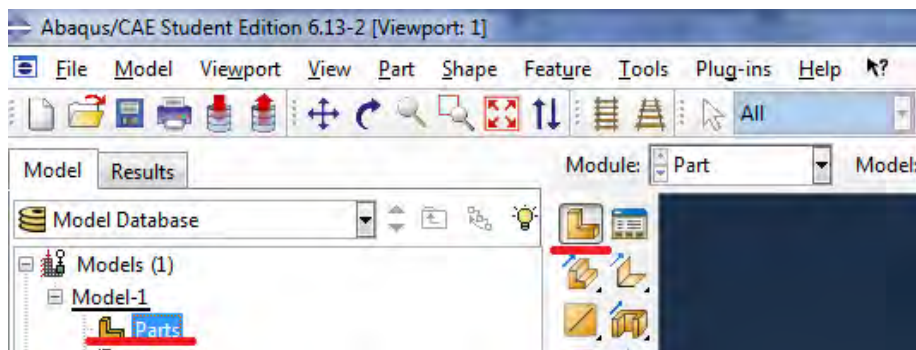 Abaqus/CAE Student Edition 6.13-2 [Viewport: 1]
File Model Viewport View Part Shape Feature Tools Plug-ins Help ?
All
Model Results Module: Part Model:
Model Database
Models (1)
Model-1
Parts